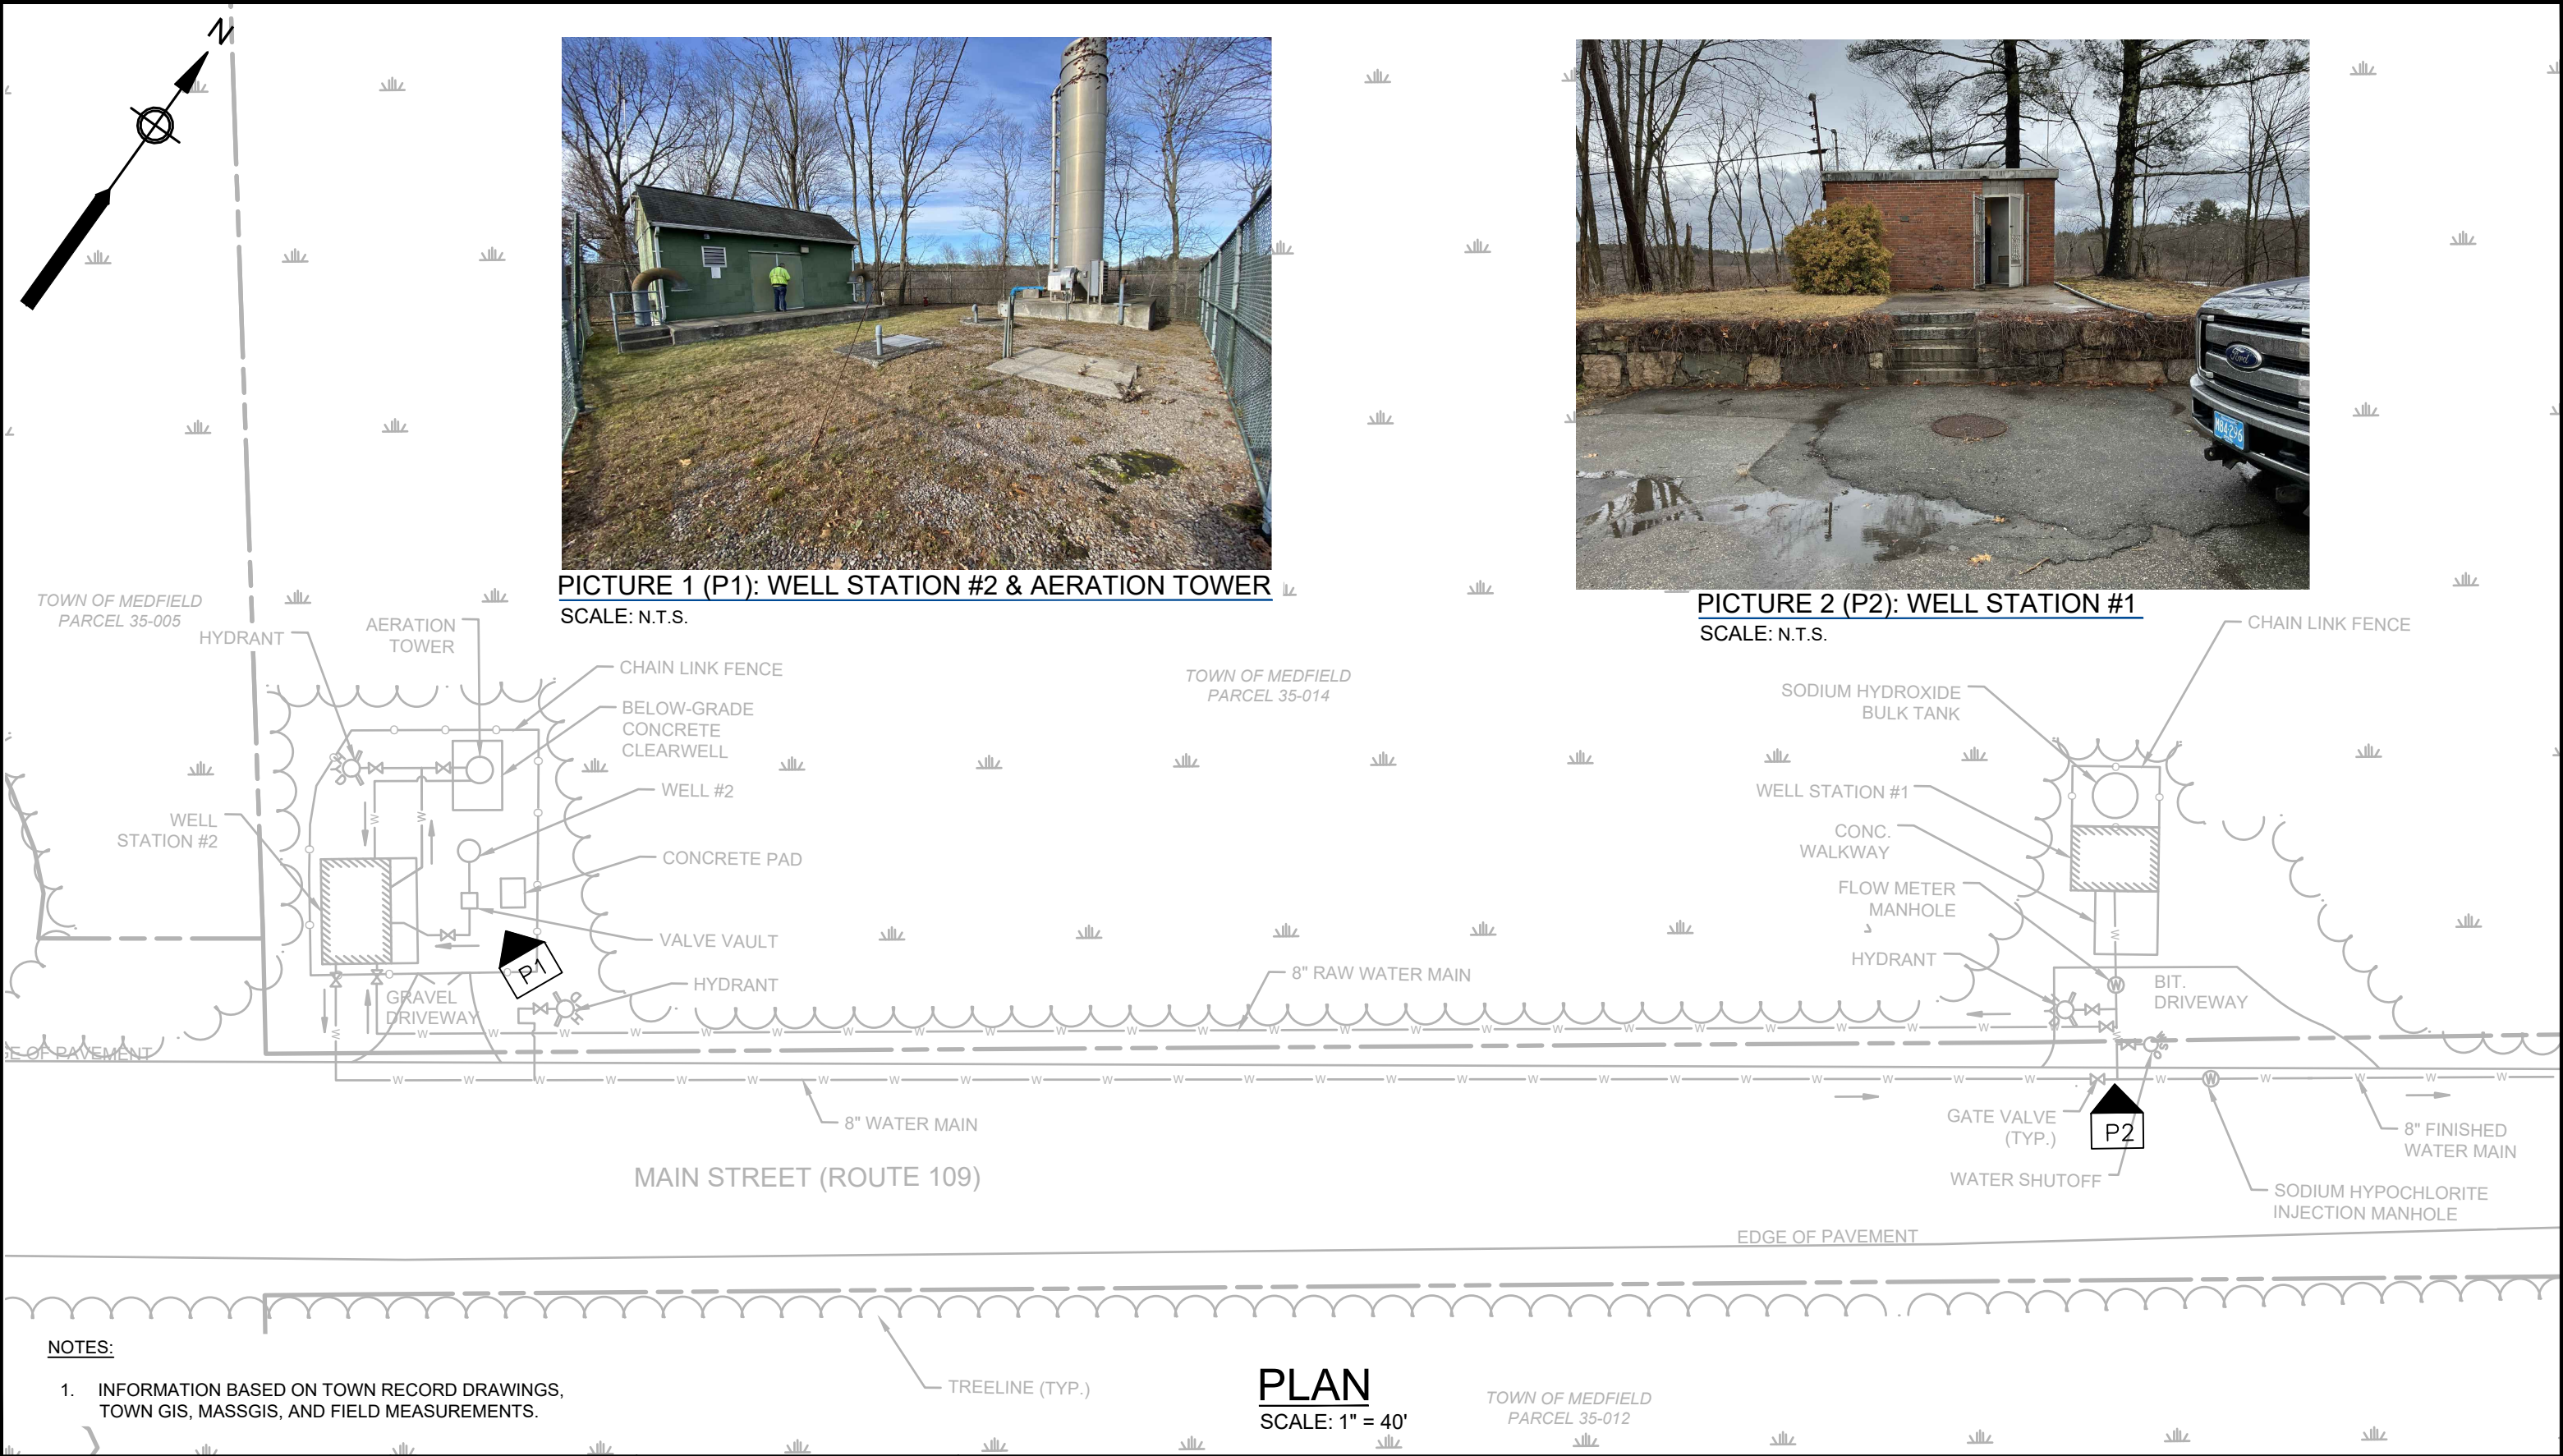 N
PICTURE 1 (P1): WELL STATION #2 & AERATION TOWER
SCALE: N.T.S.
Ford
M84296
PICTURE 2 (P2): WELL STATION #1
SCALE: N.T.S.
TOWN OF MEDFIELD
PARCEL 35-005
HYDRANT
AERATION
TOWER
CHAIN LINK FENCE
BELOW-GRADE
CONCRETE
CLEARWELL
WELL #2
WELL
STATION #2
CONCRETE PAD
VALVE VAULT
HYDRANT
P1
GRAVEL
DRIVEWAY
GE OF PAVEMENT
TOWN OF MEDFIELD
PARCEL 35-014
8" RAW WATER MAIN
8" WATER MAIN
MAIN STREET (ROUTE 109)
CHAIN LINK FENCE
SODIUM HYDROXIDE
BULK TANK
WELL STATION #1
CONC.
WALKWAY
FLOW METER
MANHOLE
HYDRANT
BIT.
DRIVEWAY
GATE VALVE
(TYP.)
P2
WATER SHUTOFF
8" FINISHED
WATER MAIN
SODIUM HYPOCHLORITE
INJECTION MANHOLE
EDGE OF PAVEMENT
NOTES:
1. INFORMATION BASED ON TOWN RECORD DRAWINGS,
TOWN GIS, MASSGIS, AND FIELD MEASUREMENTS.
TREELINE (TYP.)
PLAN
SCALE: 1" = 40'
TOWN OF MEDFIELD
PARCEL 35-012